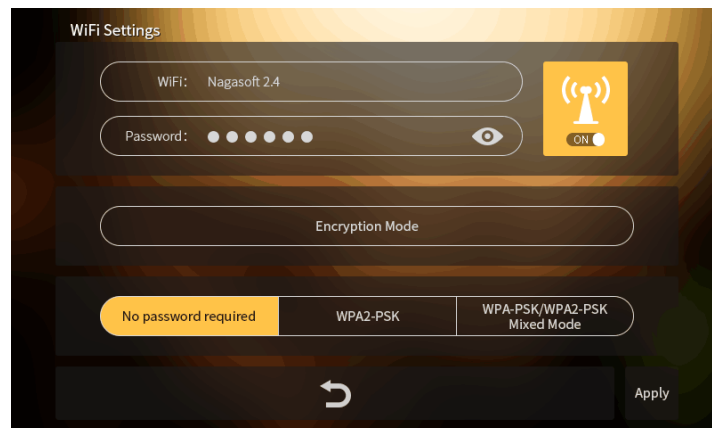 WiFi Settings
WiFi: Nagasoft 2.4
Password:
ON
Encryption Mode
No password required
WPA2-PSK
WPA-PSK/WPA2-PSK
Mixed Mode
Apply